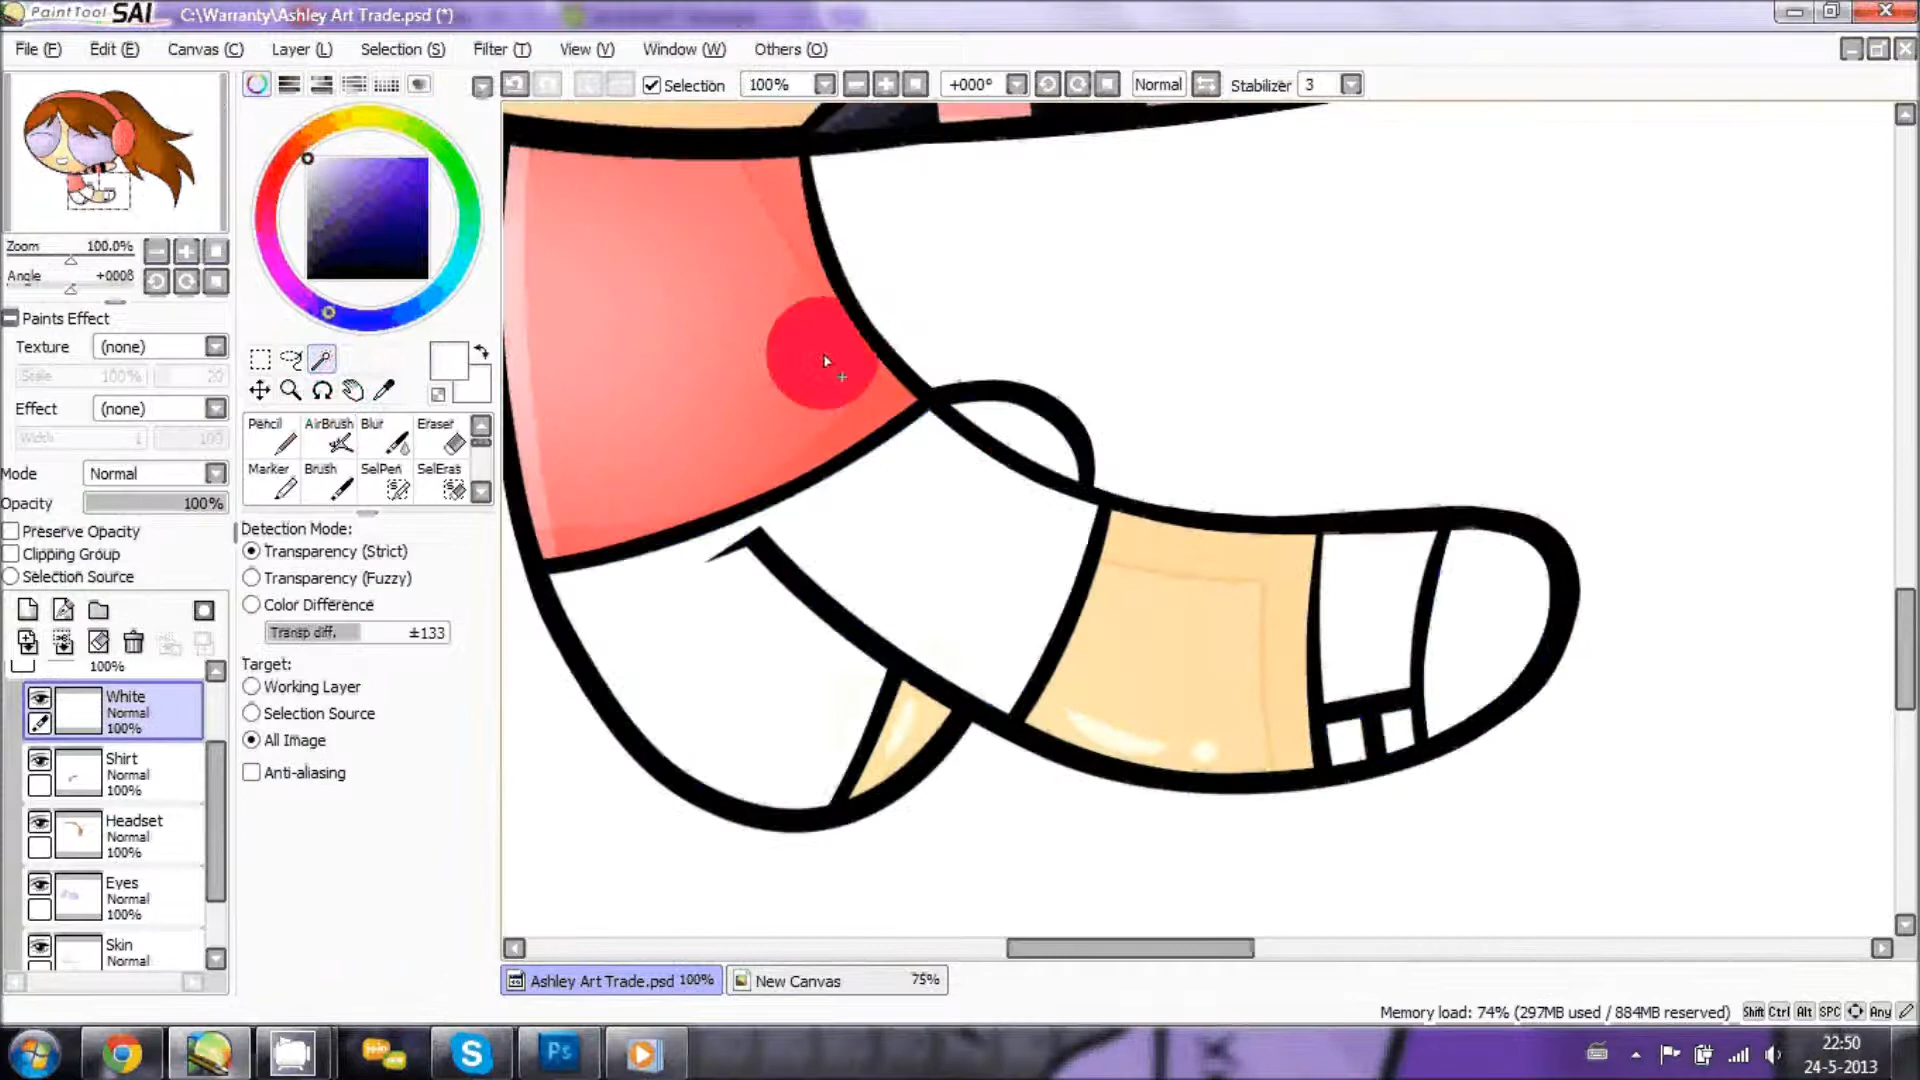 PaintTool SAI C:\Warranty\Ashley Art Trade.psd (*)
File (F) Edit (E) Canvas (C) Layer (L) Selection (S) Filter (T) View (V) Window (W) Others (O)
Selection 100% +000° Normal Stabilizer 3
Zoom 100.0%
Angle +0008
Paints Effect
Texture (none)
Scale 100% 20
Effect (none)
Width 1 100
Mode Normal
Opacity 100%
Preserve Opacity
Clipping Group
Selection Source
100%
White
Normal
100%
Shirt
Normal
100%
Headset
Normal
100%
Eyes
Normal
100%
Skin
Normal
Pencil AirBrush Blur Eraser
Marker Brush SelPen SelEras
Detection Mode:
Transparency (Strict)
Transparency (Fuzzy)
Color Difference
Transp diff. ±133
Target:
Working Layer
Selection Source
All Image
Anti-aliasing
Ashley Art Trade.psd 100% New Canvas 75%
Memory load: 74% (297MB used / 884MB reserved) Shift Ctrl Alt SPC Any
S Ps
22:50
24-5-2013